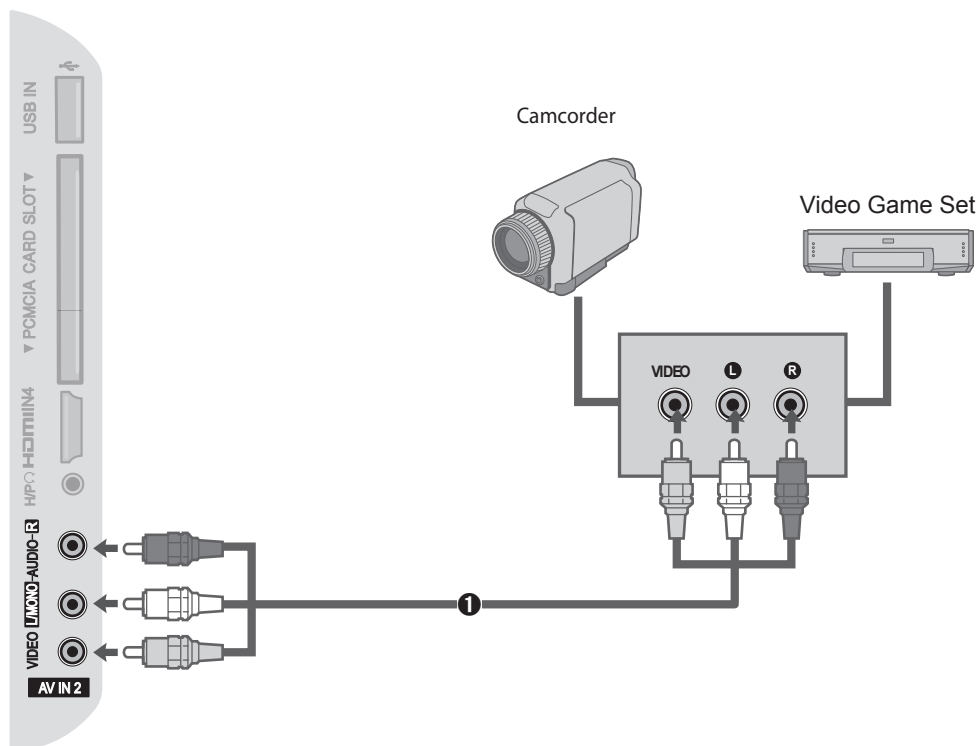 USB IN
▼ PCMCIA CARD SLOT ▼
HDMI IN4
H/P
VIDEO L/MONO-AUDIO-R
AV IN 2
Camcorder
Video Game Set
VIDEO L R
1